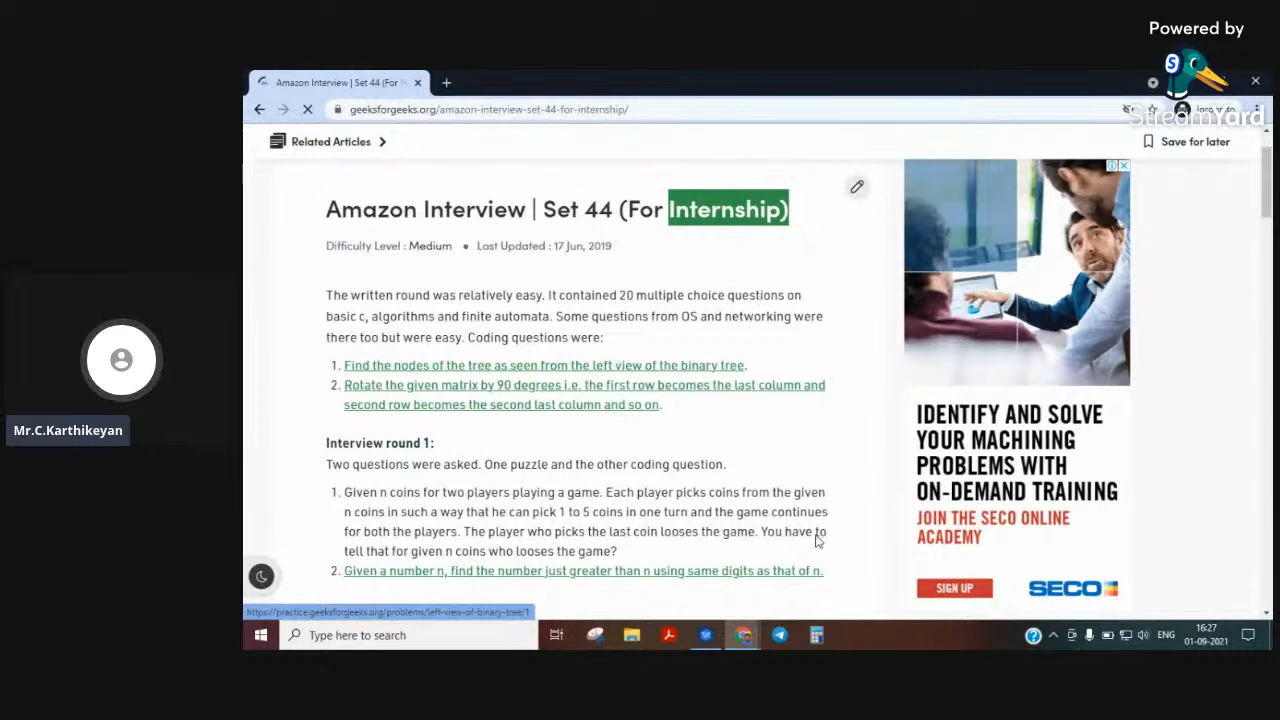 Powered by
S
StreamYard
Amazon Interview | Set 44 (For
geeksforgeeks.org/amazon-interview-set-44-for-internship/
Related Articles
Save for later
Amazon Interview | Set 44 (For Internship)
Difficulty Level : Medium • Last Updated : 17 Jun, 2019
The written round was relatively easy. It contained 20 multiple choice questions on
basic c, algorithms and finite automata. Some questions from OS and networking were
there too but were easy. Coding questions were:
1. Find the nodes of the tree as seen from the left view of the binary tree.
2. Rotate the given matrix by 90 degrees i.e. the first row becomes the last column and
second row becomes the second last column and so on.
Interview round 1:
Two questions were asked. One puzzle and the other coding question.
1. Given n coins for two players playing a game. Each player picks coins from the given
n coins in such a way that he can pick 1 to 5 coins in one turn and the game continues
for both the players. The player who picks the last coin looses the game. You have to
tell that for given n coins who looses the game?
2. Given a number n, find the number just greater than n using same digits as that of n.
IDENTIFY AND SOLVE
YOUR MACHINING
PROBLEMS WITH
ON-DEMAND TRAINING
JOIN THE SECO ONLINE
ACADEMY
SIGN UP
SECO
Mr.C.Karthikeyan
https://practice.geeksforgeeks.org/problems/left-view-of-binary-tree/1
Type here to search
ENG
16:27
01-09-2021